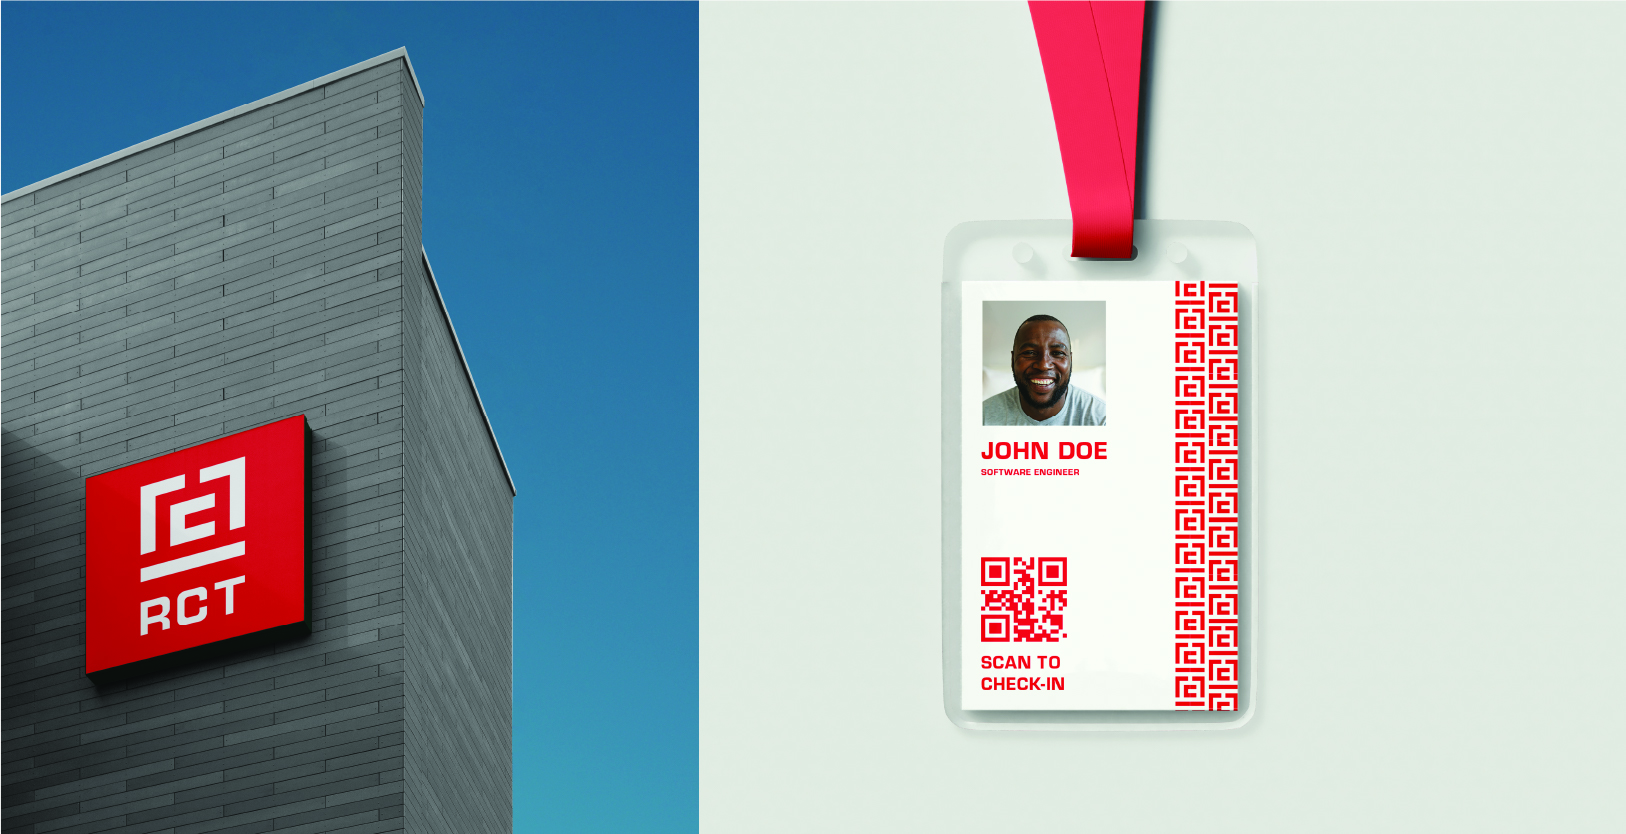 RCT
JOHN DOE
SOFTWARE ENGINEER
SCAN TO
CHECK-IN